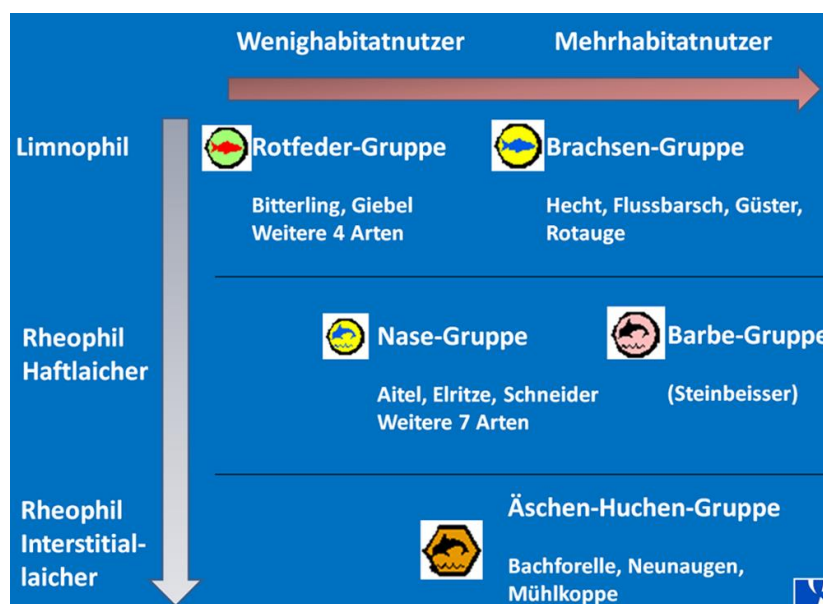 Wenighabitatnutzer
Mehrhabitatnutzer
Limnophil
Rotfeder-Gruppe
Bitterling, Giebel
Weitere 4 Arten
Brachsen-Gruppe
Hecht, Flussbarsch, Güster,
Rotauge
Rheophil
Haftlaicher
Nase-Gruppe
Aitel, Elritze, Schneider
Weitere 7 Arten
Barbe-Gruppe
(Steinbeisser)
Rheophil
Interstitial-
laicher
Äschen-Huchen-Gruppe
Bachforelle, Neunaugen,
Mühlkoppe